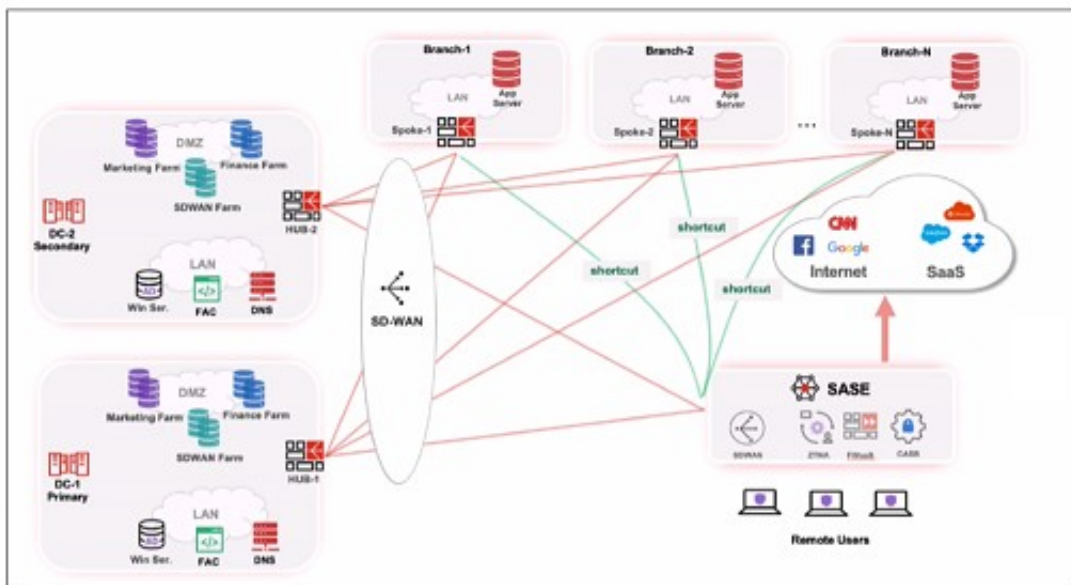 Branch-1
Branch-2
Branch-N
LAN
App
Server
LAN
App
Server
LAN
App
Server
Spoke-1
Spoke-2
...
Spoke-N
DMZ
Marketing Farm
Finance Farm
SDWAN Farm
DC-2
Secondary
HUB-2
LAN
Win Ser.
FAC
DNS
SD-WAN
shortcut
shortcut
shortcut
CNN
Google
Internet
SaaS
DMZ
Marketing Farm
Finance Farm
SDWAN Farm
DC-1
Primary
HUB-1
LAN
Win Ser.
FAC
DNS
SASE
SDWAN
ZTNA
FWaaS
CASB
Remote Users